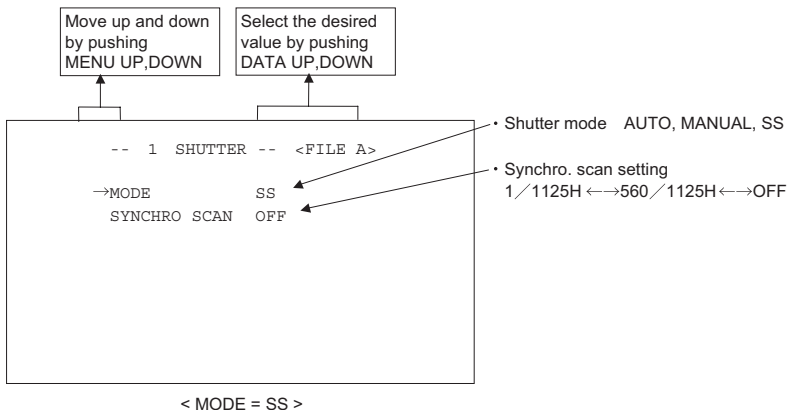 Move up and down
by pushing
MENU UP,DOWN
Select the desired
value by pushing
DATA UP,DOWN
-- 1 SHUTTER -- <FILE A>
→MODE SS
SYNCHRO SCAN OFF
・ Shutter mode AUTO, MANUAL, SS
・ Synchro. scan setting
1／1125H ←→560／1125H←→OFF
< MODE = SS >